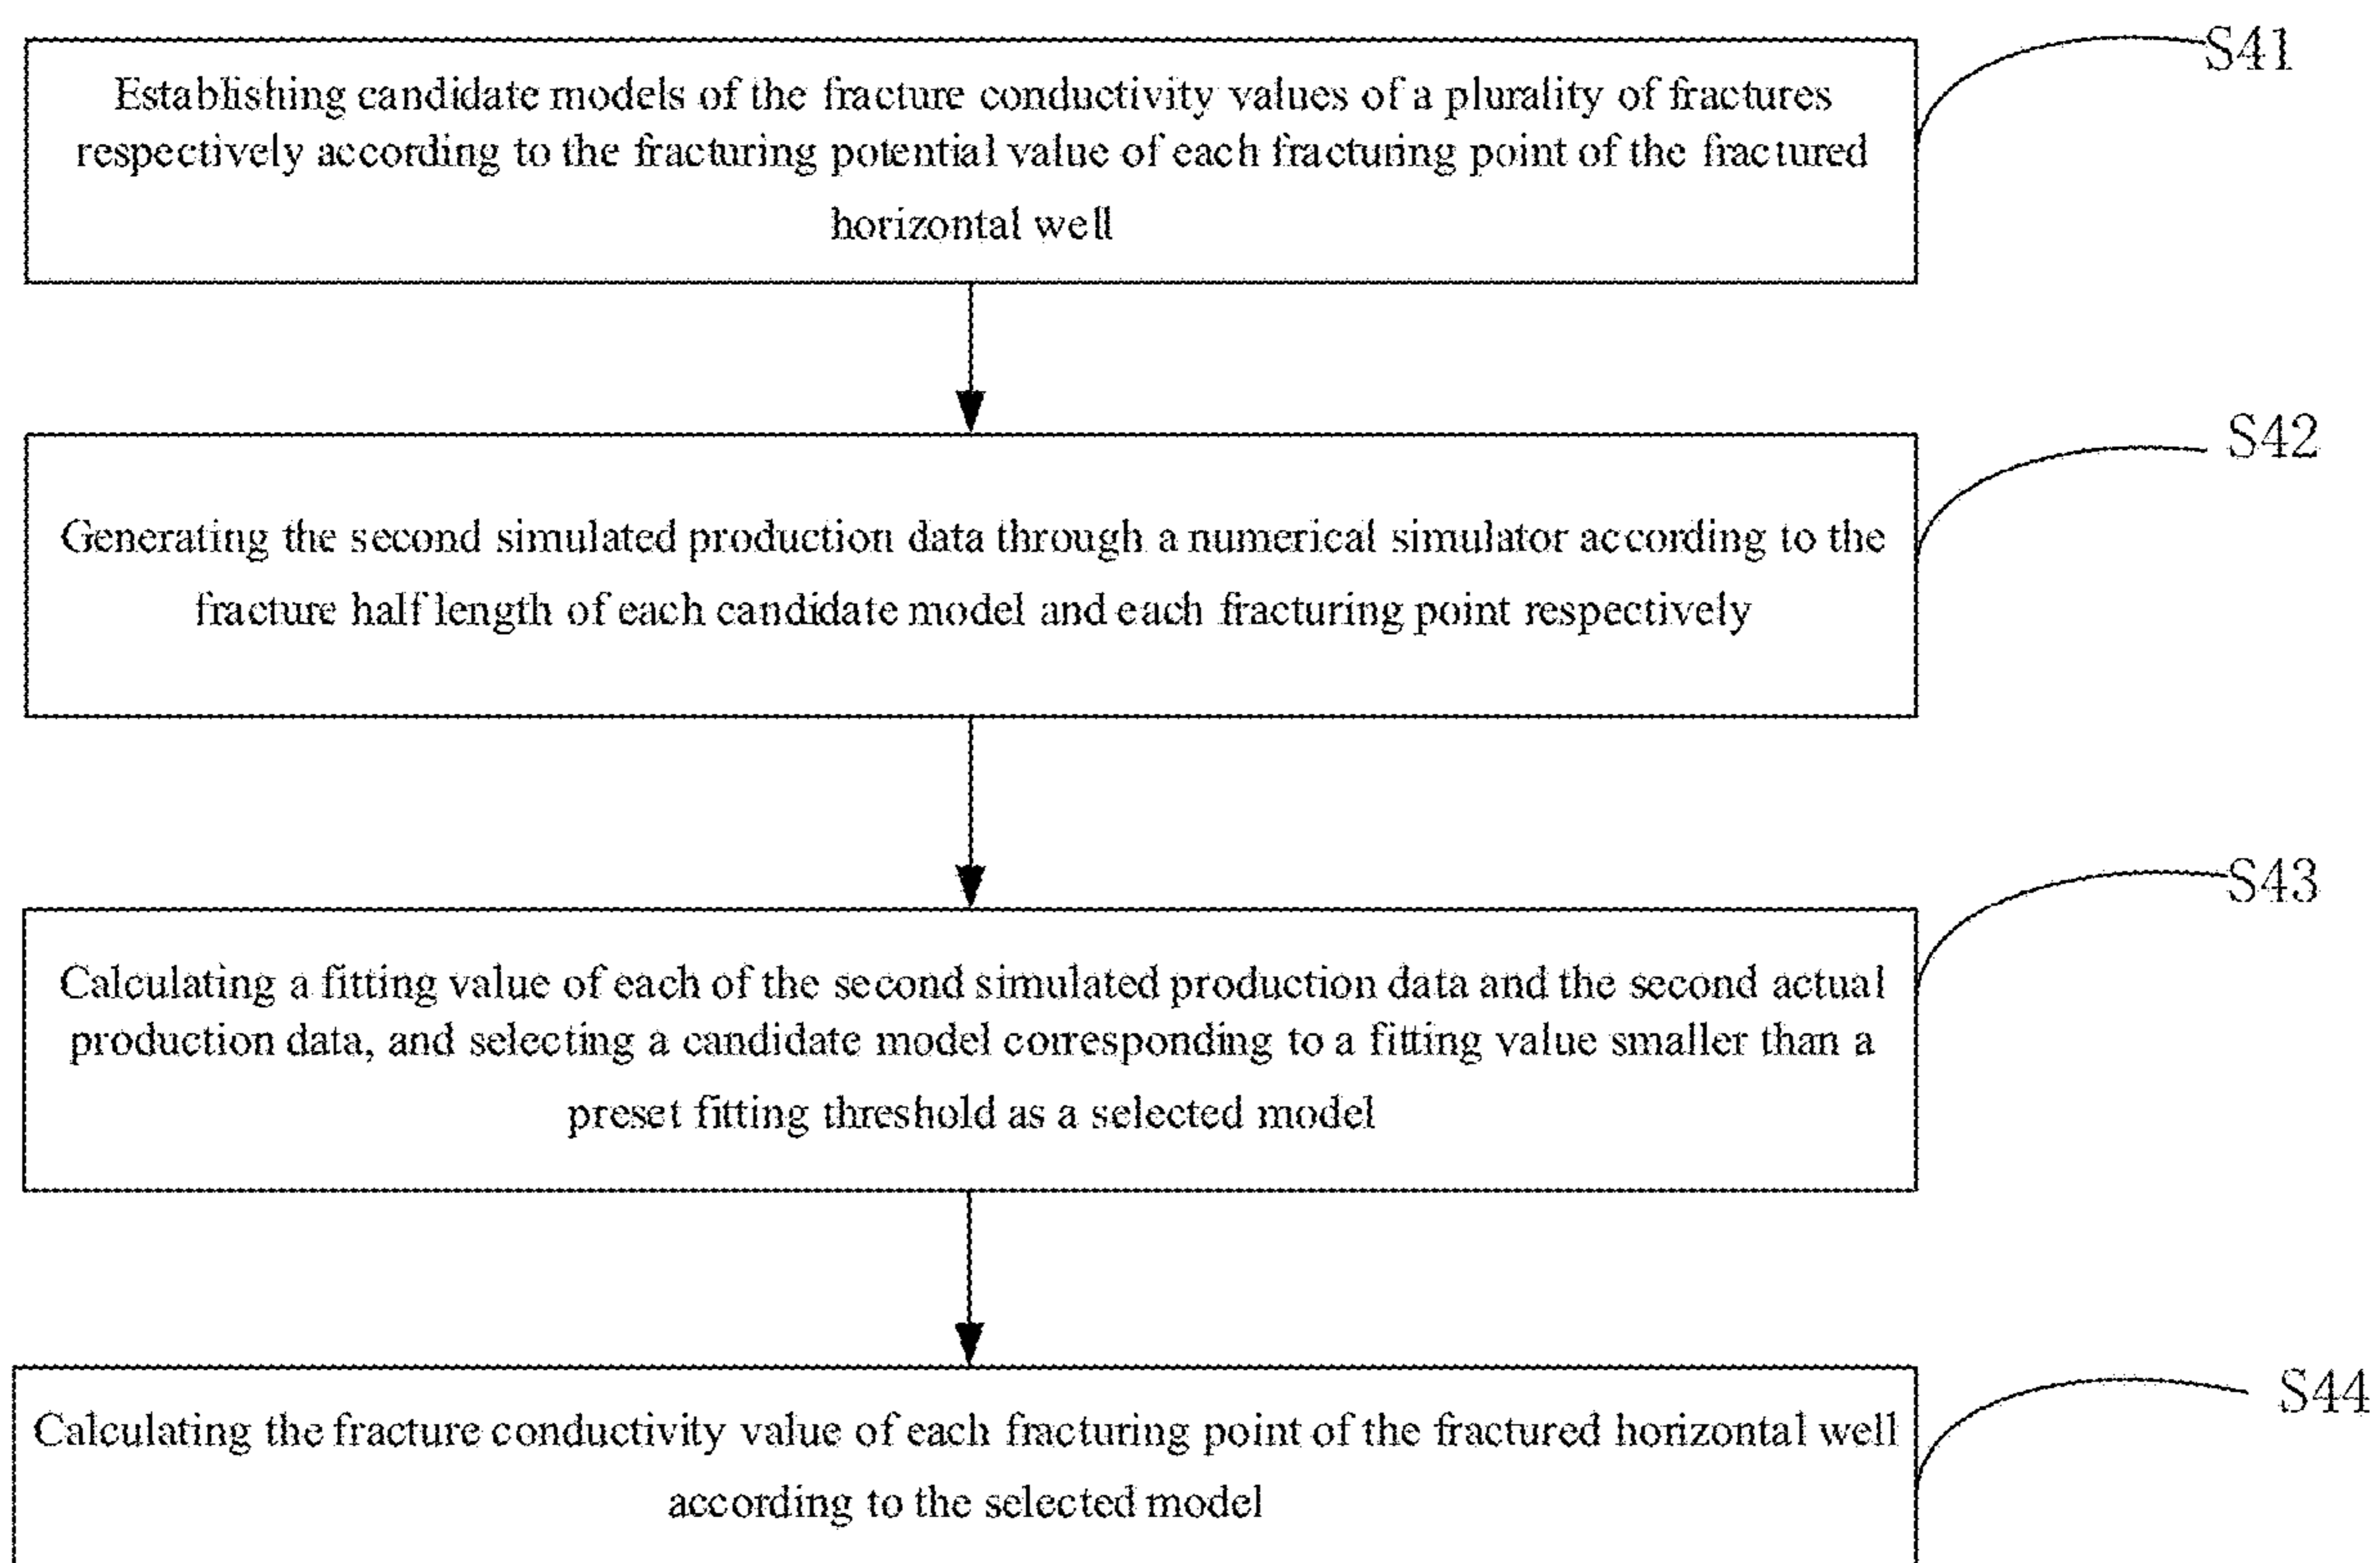 S41
Establishing candidate models of the fracture conductivity values of a plurality of fractures
respectively according to the fracturing potential value of each fracturing point of the fractured
horizontal well
S42
Generating the second simulated production data through a numerical simulator according to the
fracture half length of each candidate model and each fracturing point respectively
S43
Calculating a fitting value of each of the second simulated production data and the second actual
production data, and selecting a candidate model corresponding to a fitting value smaller than a
preset fitting threshold as a selected model
S44
Calculating the fracture conductivity value of each fracturing point of the fractured horizontal well
according to the selected model